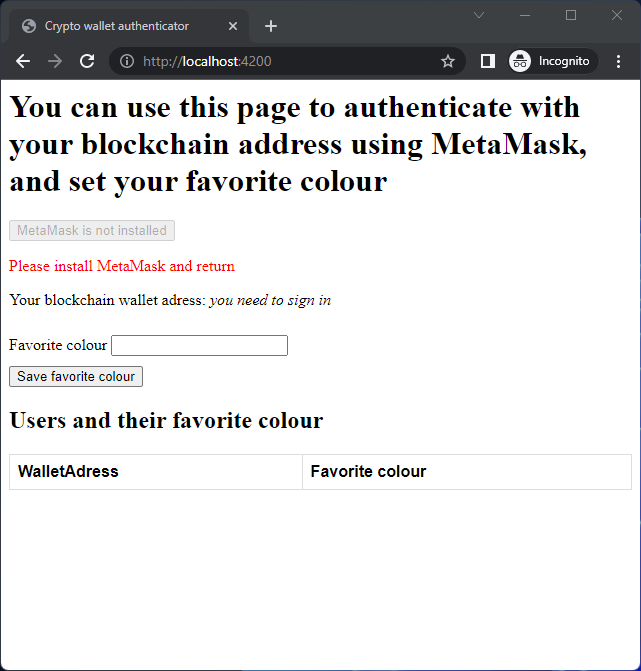 Crypto wallet authenticator
http://localhost:4200
Incognito
You can use this page to authenticate with
your blockchain address using MetaMask,
and set your favorite colour
MetaMask is not installed
Please install MetaMask and return
Your blockchain wallet adress: you need to sign in
Favorite colour
Save favorite colour
Users and their favorite colour
WalletAdress Favorite colour